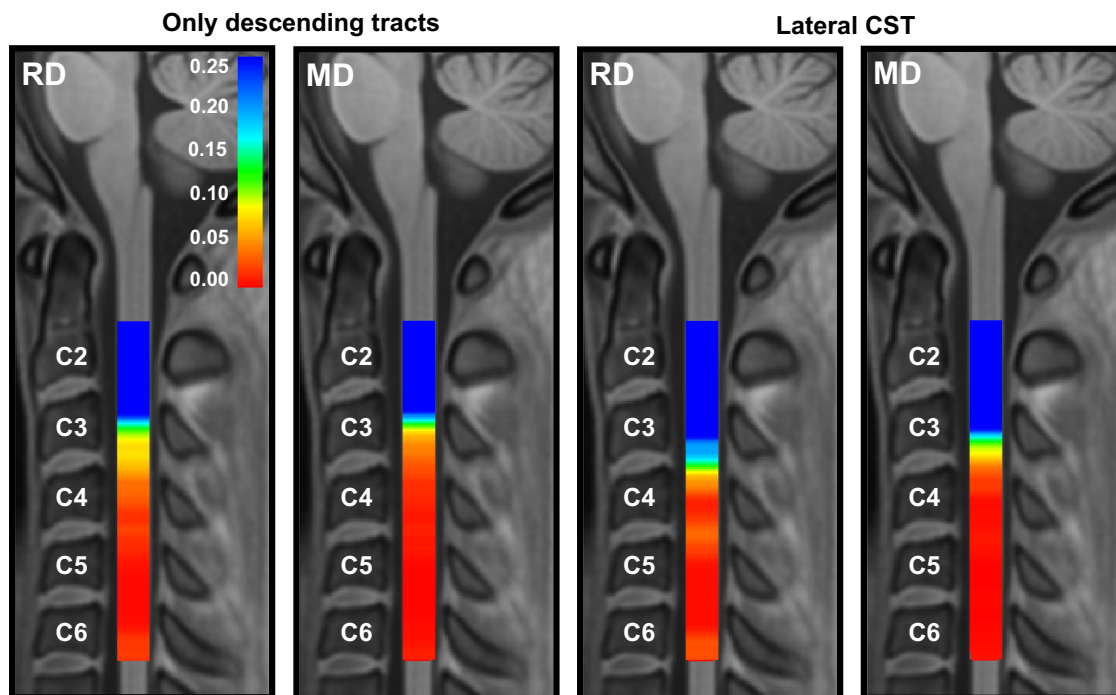 Only descending tracts
Lateral CST
RD
0.25
0.20
0.15
0.10
0.05
0.00
C2
C3
C4
C5
C6
MD
C2
C3
C4
C5
C6
RD
C2
C3
C4
C5
C6
MD
C2
C3
C4
C5
C6